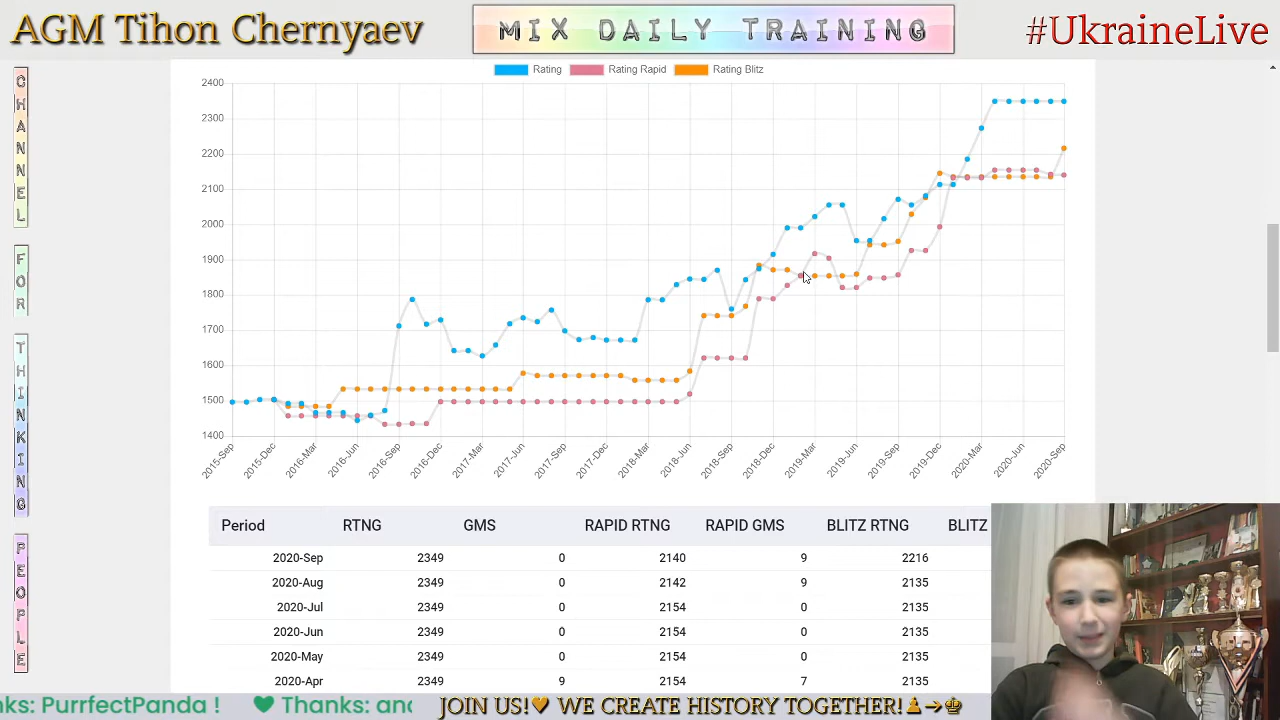 AGM Tihon Chernyaev
MIX DAILY TRAINING
#UkraineLive
CHANNEL
FOR
THINKING
PEOPLE
Rating Rating Rapid Rating Blitz
2400
2300
2200
2100
2000
1900
1800
1700
1600
1500
1400
2015-Sep 2015-Dec 2016-Mar 2016-Jun 2016-Sep 2016-Dec 2017-Mar 2017-Jun 2017-Sep 2017-Dec 2018-Mar 2018-Jun 2018-Sep 2018-Dec 2019-Mar 2019-Jun 2019-Sep 2019-Dec 2020-Mar 2020-Jun 2020-Sep
Period RTNG GMS RAPID RTNG RAPID GMS BLITZ RTNG BLITZ
2020-Sep 2349 0 2140 9 2216
2020-Aug 2349 0 2142 9 2135
2020-Jul 2349 0 2154 0 2135
2020-Jun 2349 0 2154 0 2135
2020-May 2349 0 2154 0 2135
2020-Apr 2349 9 2154 7 2135
nks: PurrfectPanda ! Thanks: and JOIN US! WE CREATE HISTORY TOGETHER!